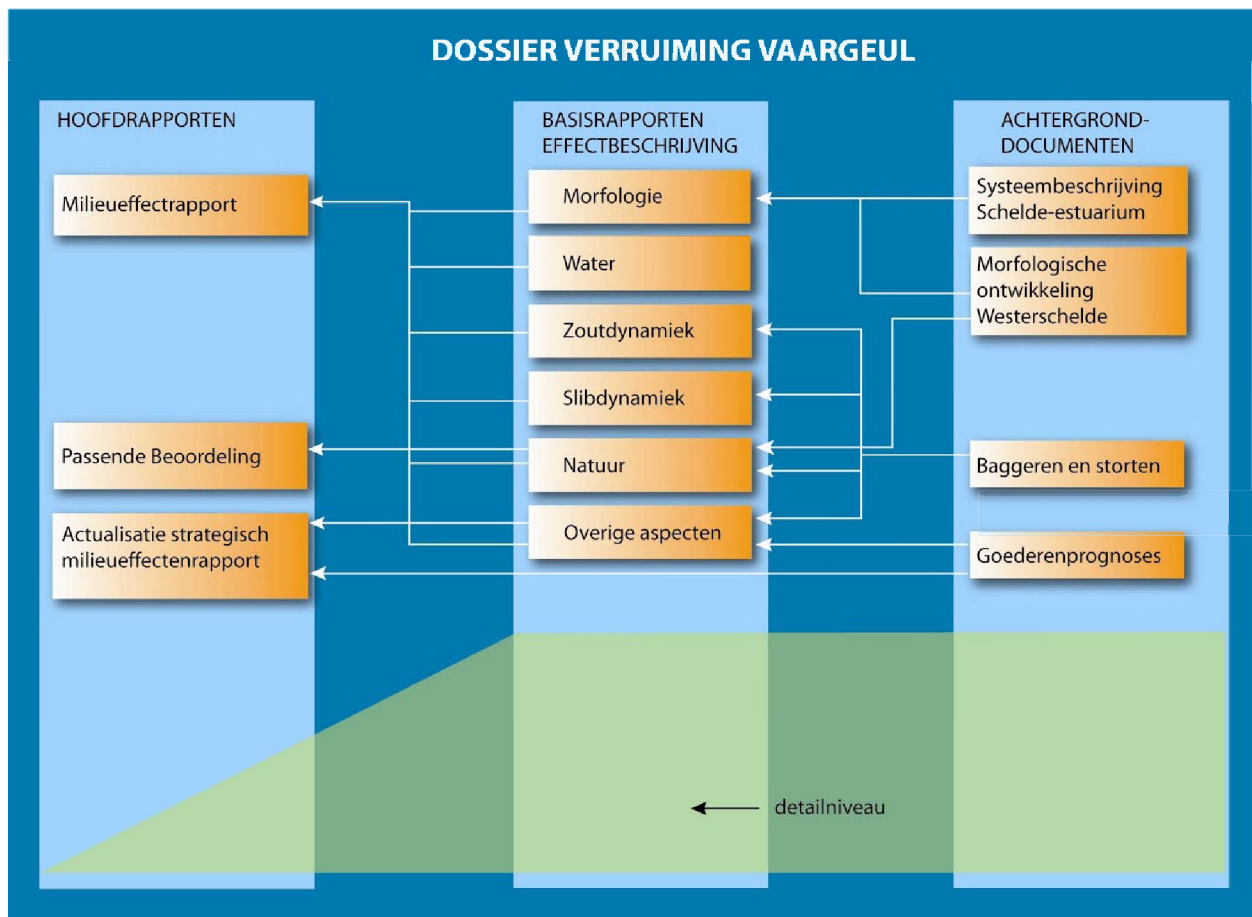 DOSSIER VERRUIMING VAARGEUL
HOOFDRAPPORTEN
Milieueffectrapport
Passende Beoordeling
Actualisatie strategisch
milieueffectenrapport
BASISRAPPORTEN
EFFECTBESCHRIJVING
Morfologie
Water
Zoutdynamiek
Slibdynamiek
Natuur
Overige aspecten
ACHTERGROND-
DOCUMENTEN
Systeembeschrijving
Schelde-estuarium
Morfologische
ontwikkeling
Westerschelde
Baggeren en storten
Goederenprognoses
detailniveau